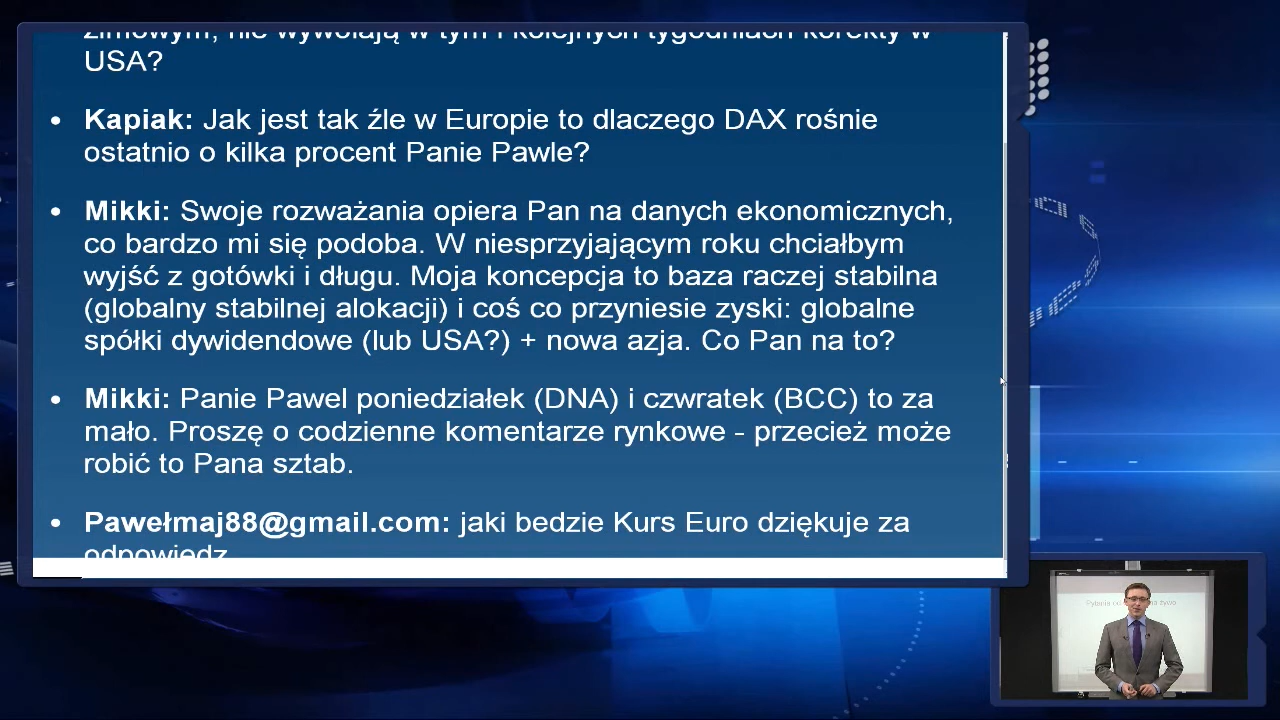 zimowym, nie wywołają w tym i kolejnych tygodniach korekty w
USA?
• Kapiak: Jak jest tak źle w Europie to dlaczego DAX rośnie
ostatnio o kilka procent Panie Pawle?
• Mikki: Swoje rozważania opiera Pan na danych ekonomicznych,
co bardzo mi się podoba. W niesprzyjającym roku chciałbym
wyjść z gotówki i długu. Moja koncepcja to baza raczej stabilna
(globalny stabilnej alokacji) i coś co przyniesie zyski: globalne
spółki dywidendowe (lub USA?) + nowa azja. Co Pan na to?
• Mikki: Panie Pawel poniedziałek (DNA) i czwratek (BCC) to za
mało. Proszę o codzienne komentarze rynkowe - przecież może
robić to Pana sztab.
• Pawełmaj88@gmail.com: jaki bedzie Kurs Euro dziękuje za
odpowiedz
Pytania